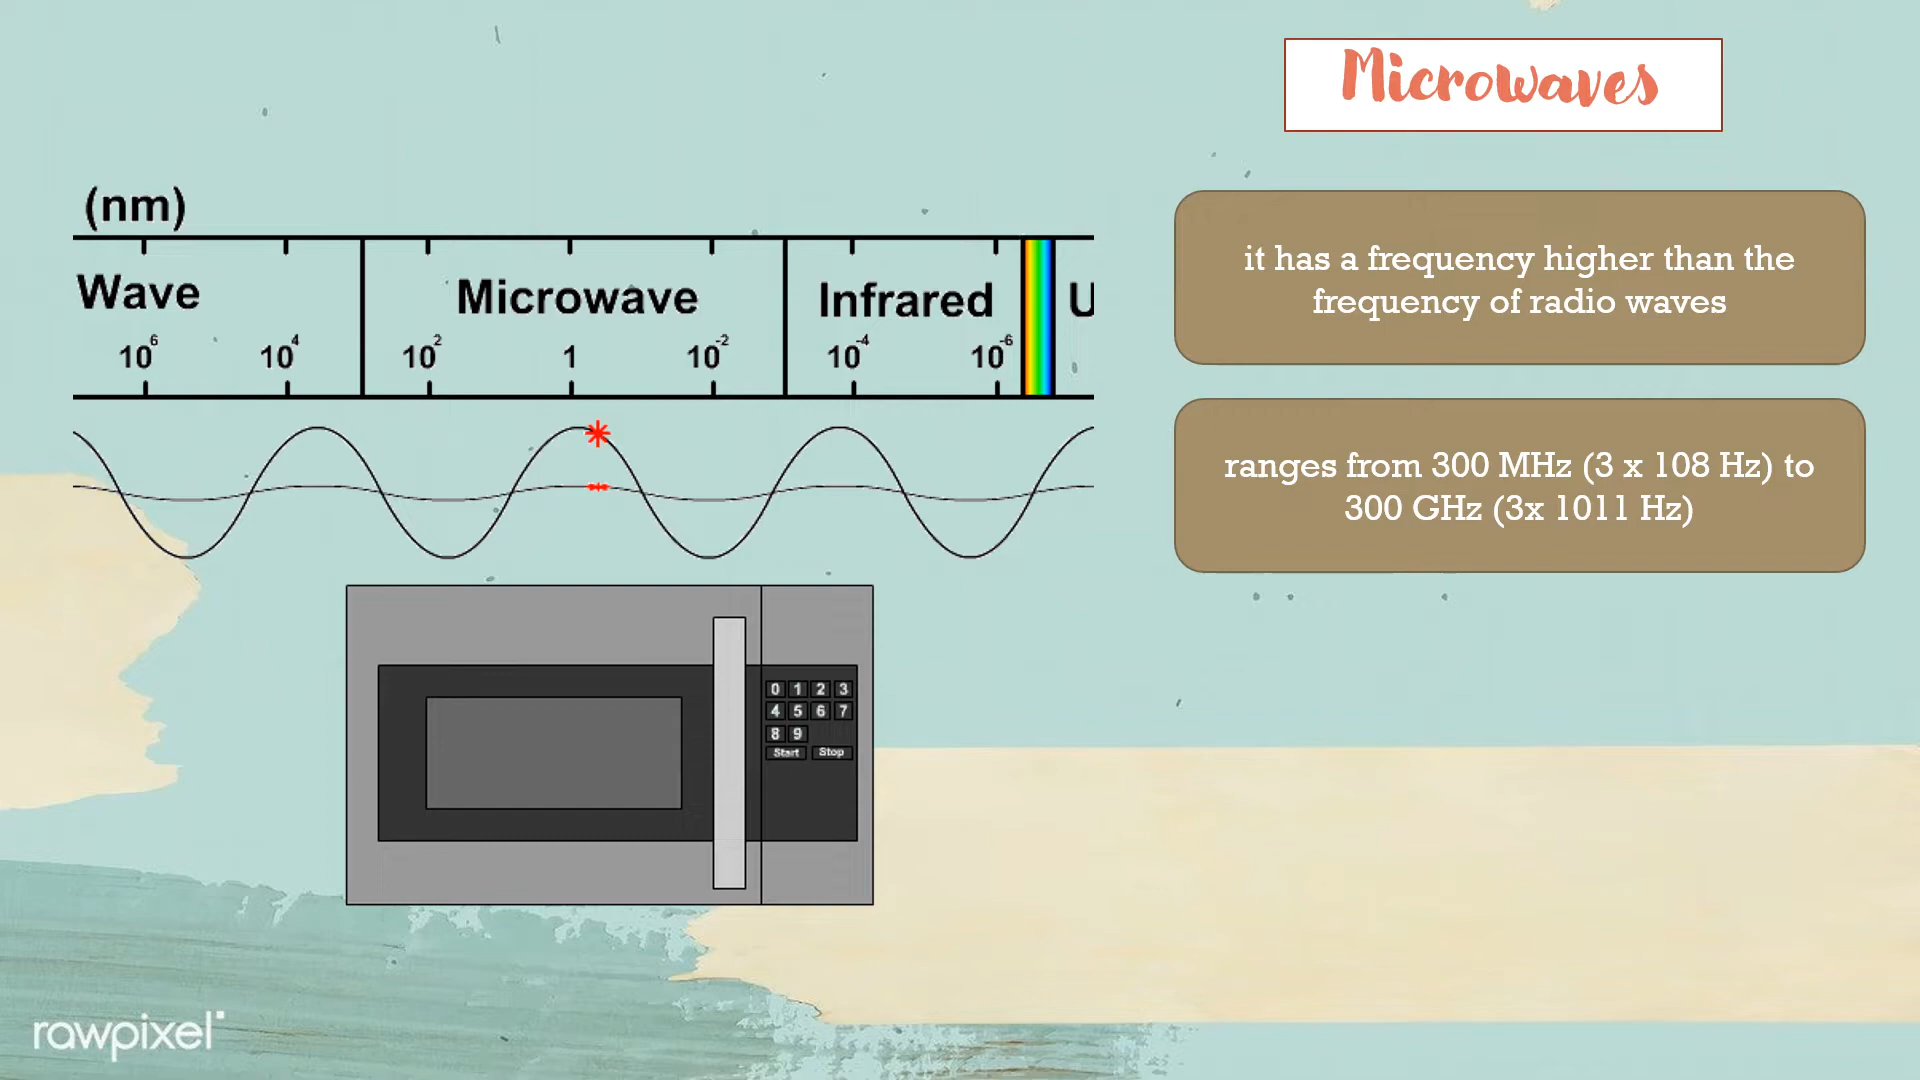 Microwaves
(nm)
Wave Microwave Infrared U
10⁶ 10⁴ 10² 1 10⁻² 10⁻⁴ 10⁻⁶
it has a frequency higher than the
frequency of radio waves
ranges from 300 MHz (3 x 108 Hz) to
300 GHz (3x 1011 Hz)
0 1 2 3
4 5 6 7
8 9
Start Stop
rawpixel